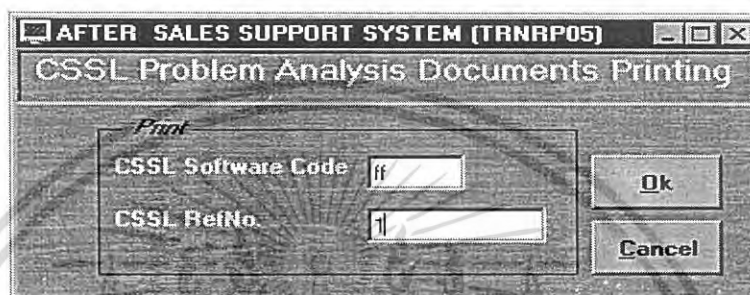 AFTER SALES SUPPORT SYSTEM (TRNRP05)
CSSL Problem Analysis Documents Printing
Print
CSSL Software Code ff
Ok
CSSL RefNo. 1
Cancel